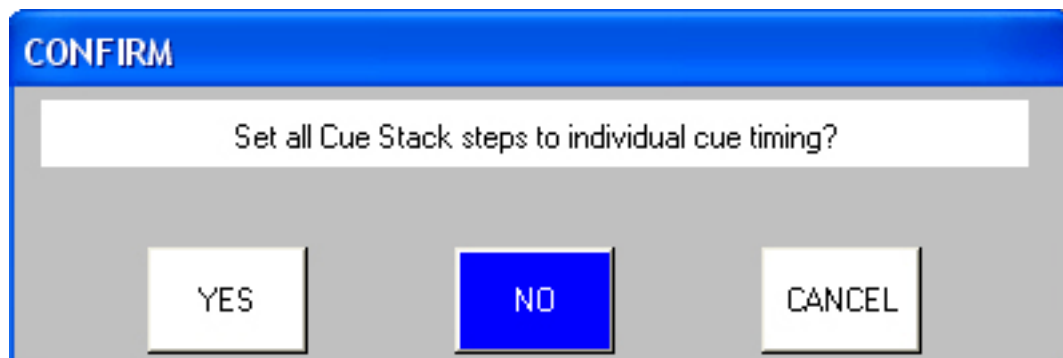 CONFIRM
Set all Cue Stack steps to individual cue timing?
YES NO CANCEL